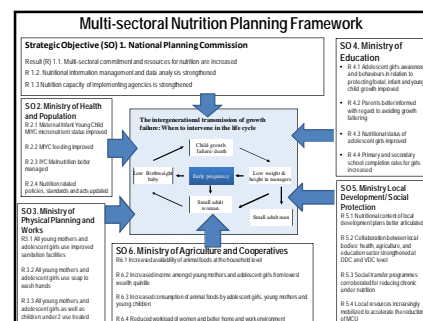 Multi-sectoral Nutrition Planning Framework
Strategic Objective (SO) 1. National Planning Commission
Result (R) 1.1. Multi-sectoral commitment and resources for nutrition are increased
R 1.2. Nutritional information management and data analysis strengthened
R 1.3 Nutrition capacity of implementing agencies is strengthened
SO 2. Ministry of Health
and Population
R 2.1 Maternal Infant Young Child
MYC micronutrient status improved
R 2.2 MYC feeding improved
R 2.3 MYC Malnutrition better
managed
R 2.4 Nutrition related
policies, standards and acts updated
SO 3. Ministry of
Physical Planning and
Works
R3.1 All young mothers and
adolescent girls use improved
sanitation facilities
R3.2 All young mothers and
adolescent girls use soap to
wash hands
R3.3 All young mothers and
adolescent girls as well as
children under 2 use treated
The intergenerational transmission of growth
failure: When to intervene in the life cycle
Child growth
failure/death
Low Birthweight
baby
Early pregnancy
Low weight &
height in teenagers
Small adult
woman
Small adult man
SO 6. Ministry of Agriculture and Cooperatives
R6.1 Increased availability of animal foods at the household level
R 6.2 Increased income amongst young mothers and adolescent girls from lowest
wealth quintile
R 6.3 Increased consumption of animal foods by adolescent girls, young mothers and
young children
R 6.4 Reduced workload of women and better home and work environment
SO 4. Ministry of
Education
• R 4.1 Adolescent girl's awareness
and behaviours in relation to
protecting foetal, infant and young
child growth improved
• R 4.2 Parents better informed
with regard to avoiding growth
faltering
• R 4.3 Nutritional status of
adolescent girls improved
• R 4.4 Primary and secondary
school completion rates for girls
increased
SO 5. Ministry Local
Development/ Social
Protection
R 5.1 Nutritional content of local
development plans better articulated
R 5.2 Collaboration between local
bodies' health, agriculture, and
education sector strengthened at
DDC and VDC level
R 5.3 Social transfer programmes
corroborated for reducing chronic
under nutrition
R 5.4 Local resources increasingly
mobilized to accelerate the reduction
of MCU